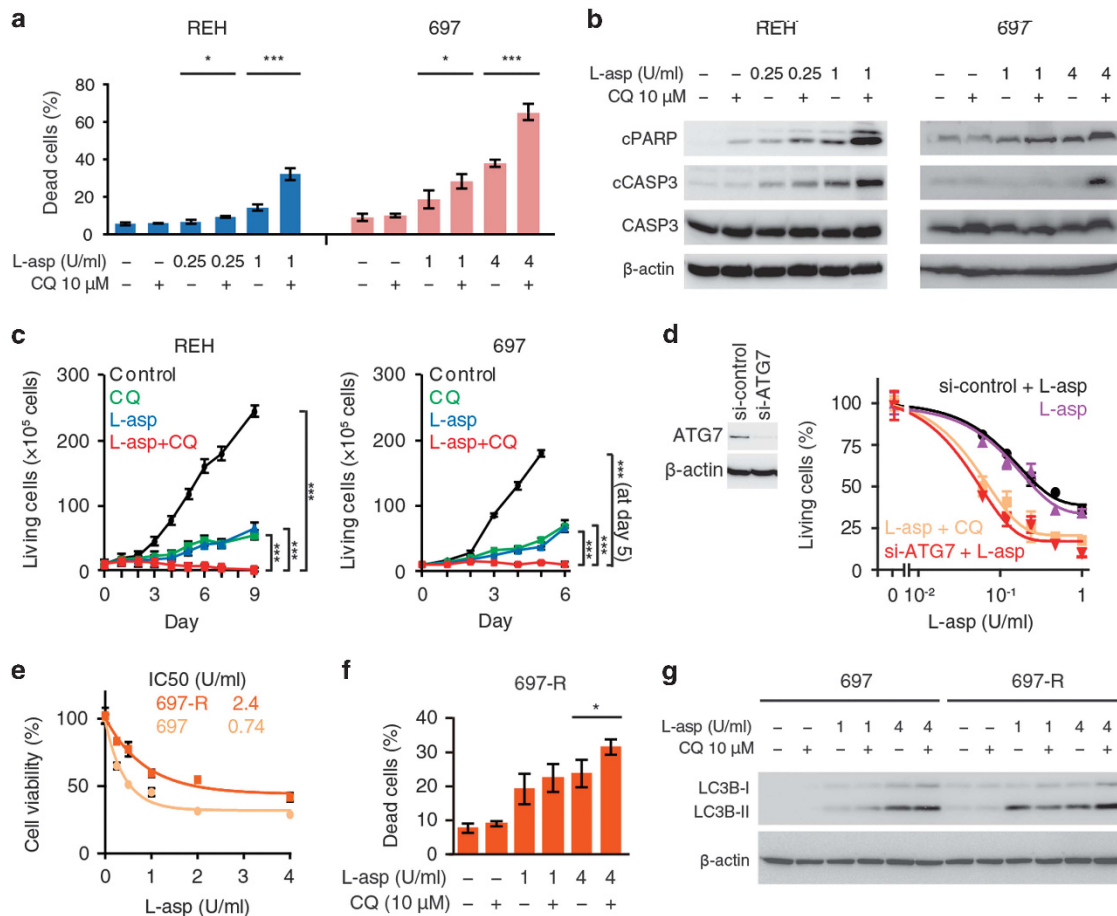 a
REH
697
*
***
*
***
Dead cells (%)
80
60
40
20
0
L-asp (U/ml) – – 0.25 0.25 1 1 – – 1 1 4 4
CQ 10 μM – + – + – + – + – + – +
b
REH
697
L-asp (U/ml) – – 0.25 0.25 1 1 – – 1 1 4 4
CQ 10 μM – + – + – + – + – + – +
cPARP
cCASP3
CASP3
β-actin
c
REH
Living cells (×10⁵ cells)
300
200
100
0
Control
CQ
L-asp
L-asp+CQ
***
***
***
0 3 6 9
Day
697
Living cells (×10⁵ cells)
300
200
100
0
Control
CQ
L-asp
L-asp+CQ
***
***
*** (at day 5)
0 2 4 6
Day
d
si-control
si-ATG7
ATG7
β-actin
Living cells (%)
100
75
50
25
0
si-control + L-asp
L-asp
L-asp + CQ
si-ATG7 + L-asp
0 10⁻² 10⁻¹ 1
L-asp (U/ml)
e
IC50 (U/ml)
697-R 2.4
697 0.74
Cell viability (%)
100
50
0
0 1 2 3 4
L-asp (U/ml)
f
697-R
*
Dead cells (%)
40
30
20
10
0
L-asp (U/ml) – – 1 1 4 4
CQ (10 μM) – + – + – +
g
697
697-R
L-asp (U/ml) – – 1 1 4 4 – – 1 1 4 4
CQ 10 μM – + – + – + – + – + – +
LC3B-I
LC3B-II
β-actin